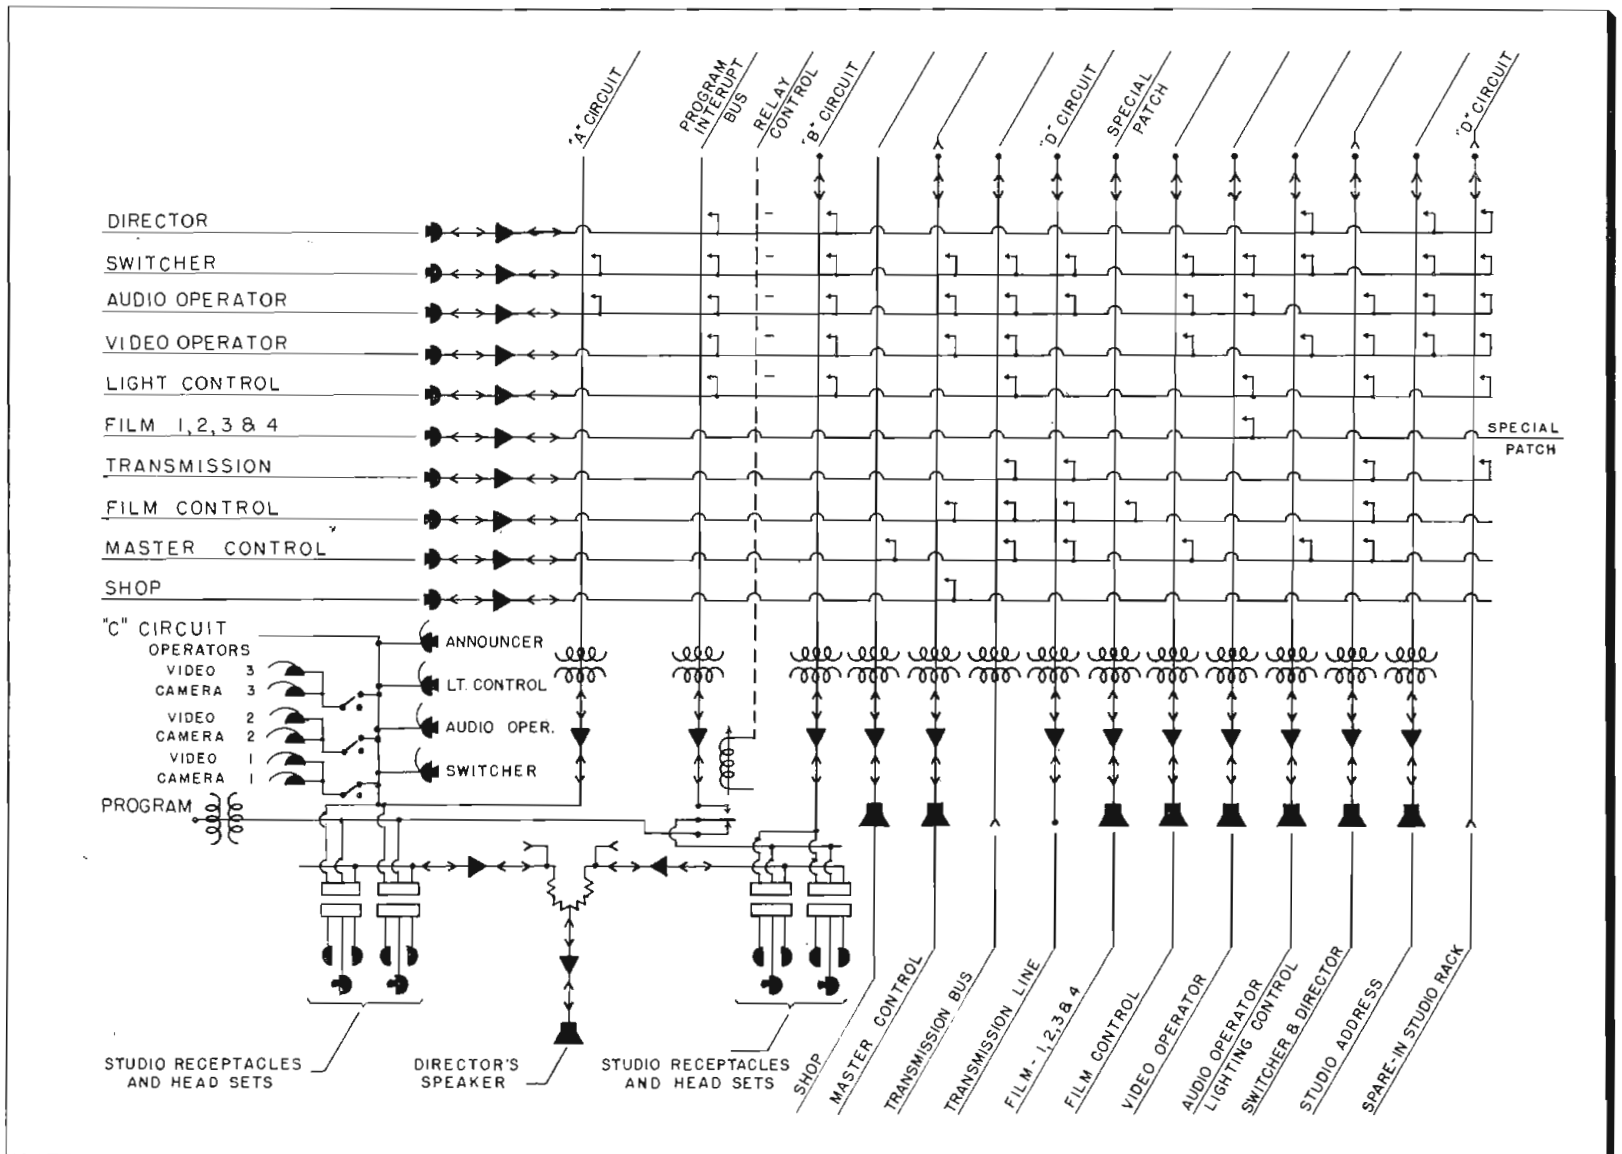 "A" CIRCUIT
PROGRAM
INTERUPT
BUS
RELAY
CONTROL
"B" CIRCUIT
"D" CIRCUIT
SPECIAL
PATCH
"D" CIRCUIT
DIRECTOR
SWITCHER
AUDIO OPERATOR
VIDEO OPERATOR
LIGHT CONTROL
FILM 1,2,3 & 4
SPECIAL
PATCH
TRANSMISSION
FILM CONTROL
MASTER CONTROL
SHOP
"C" CIRCUIT
OPERATORS
VIDEO 3
CAMERA 3
VIDEO 2
CAMERA 2
VIDEO 1
CAMERA 1
ANNOUNCER
LT. CONTROL
AUDIO OPER.
SWITCHER
PROGRAM
STUDIO RECEPTACLES
AND HEAD SETS
DIRECTOR'S
SPEAKER
STUDIO RECEPTACLES
AND HEAD SETS
SHOP
MASTER CONTROL
TRANSMISSION BUS
TRANSMISSION LINE
FILM - 1,2,3 & 4
FILM CONTROL
VIDEO OPERATOR
AUDIO OPERATOR
LIGHTING CONTROL
SWITCHER & DIRECTOR
STUDIO ADDRESS
SPARE-IN STUDIO RACK